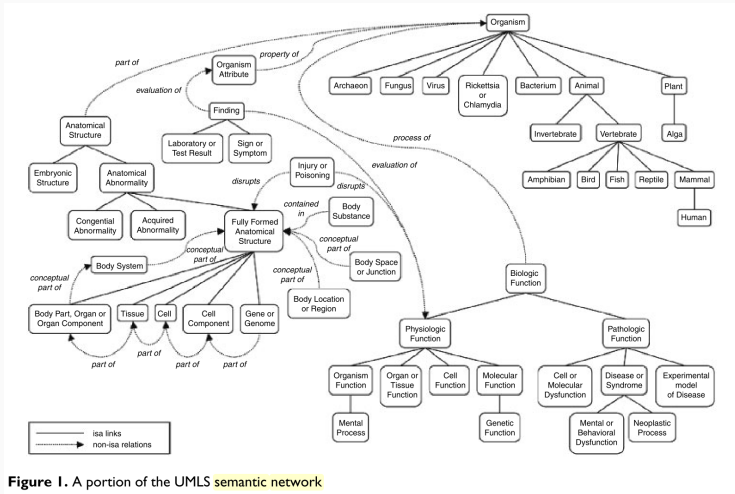 Organism
part of
property of
Organism
Attribute
evaluation of
Archaeon
Fungus
Virus
Rickettsia
or
Chlamydia
Bacterium
Animal
Plant
Finding
Anatomical
Structure
process of
Invertebrate
Vertebrate
Alga
Laboratory or
Test Result
Sign or
Symptom
evaluation of
Embryonic
Structure
Anatomical
Abnormality
Injury or
Poisoning
disrupts
disrupts
Amphibian
Bird
Fish
Reptile
Mammal
Human
Congential
Abnormality
Acquired
Abnormality
Fully Formed
Anatomical
Structure
contained
in
Body
Substance
conceptual
part of
Body System
conceptual
part of
Body Space
or Junction
conceptual
part of
conceptual
part of
Body Location
or Region
Biologic
Function
Body Part, Organ or
Organ Component
Tissue
Cell
Cell
Component
Gene or
Genome
part of
part of
part of
part of
Physiologic
Function
Pathologic
Function
Organism
Function
Organ or
Tissue
Function
Cell
Function
Molecular
Function
Cell or
Molecular
Dysfunction
Disease or
Syndrome
Experimental
model
of Disease
Mental
Process
Genetic
Function
Mental or
Behavioral
Dysfunction
Neoplastic
Process
isa links
non-isa relations
Figure 1. A portion of the UMLS semantic network